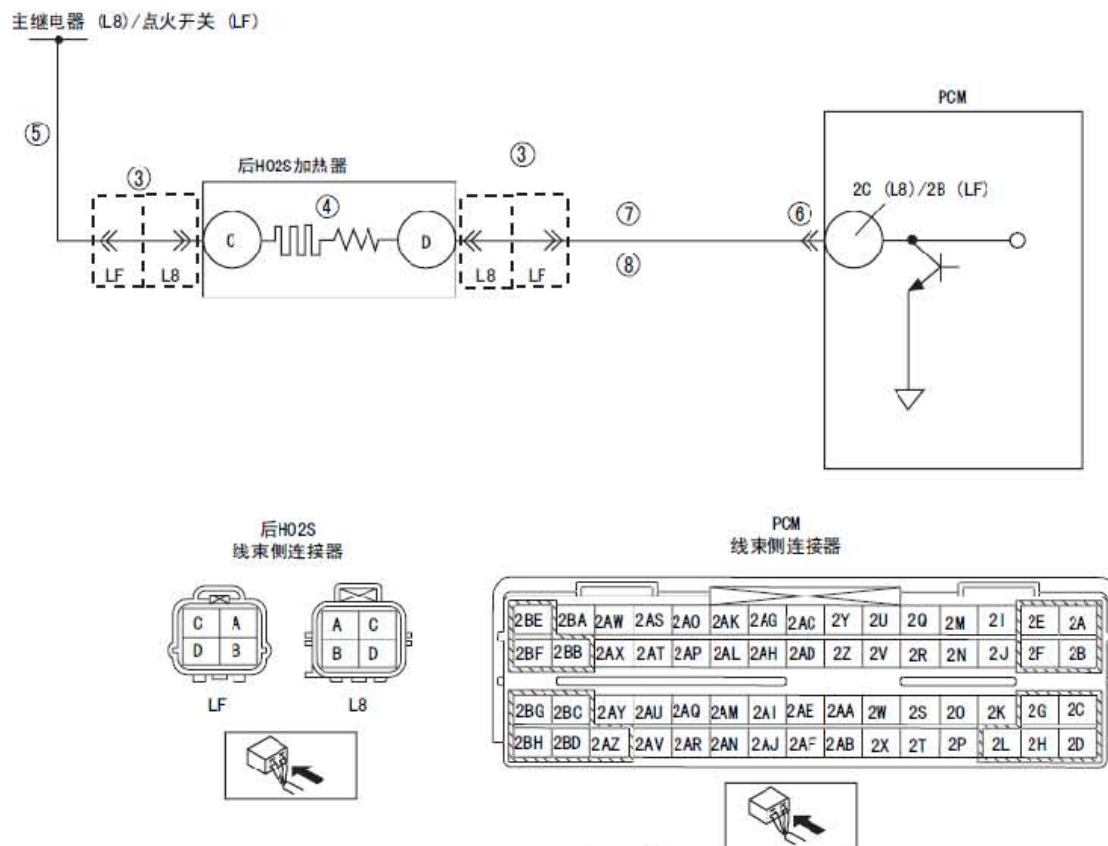 主继电器 (L8)/点火开关 (LF)
PCM
⑤
③
后HO2S加热器
③
④
⑦
⑥
2C (L8)/2B (LF)
C
D
LF
L8
L8
LF
⑧
后HO2S
线束侧连接器
PCM
线束侧连接器
C A
D B
LF
A C
B D
L8
2BE 2BA 2AW 2AS 2AO 2AK 2AG 2AC 2Y 2U 2Q 2M 2I 2E 2A
2BF 2BB 2AX 2AT 2AP 2AL 2AH 2AD 2Z 2V 2R 2N 2J 2F 2B
2BG 2BC 2AY 2AU 2AQ 2AM 2AI 2AE 2AA 2W 2S 2O 2K 2G 2C
2BH 2BD 2AZ 2AV 2AR 2AN 2AJ 2AF 2AB 2X 2T 2P 2L 2H 2D